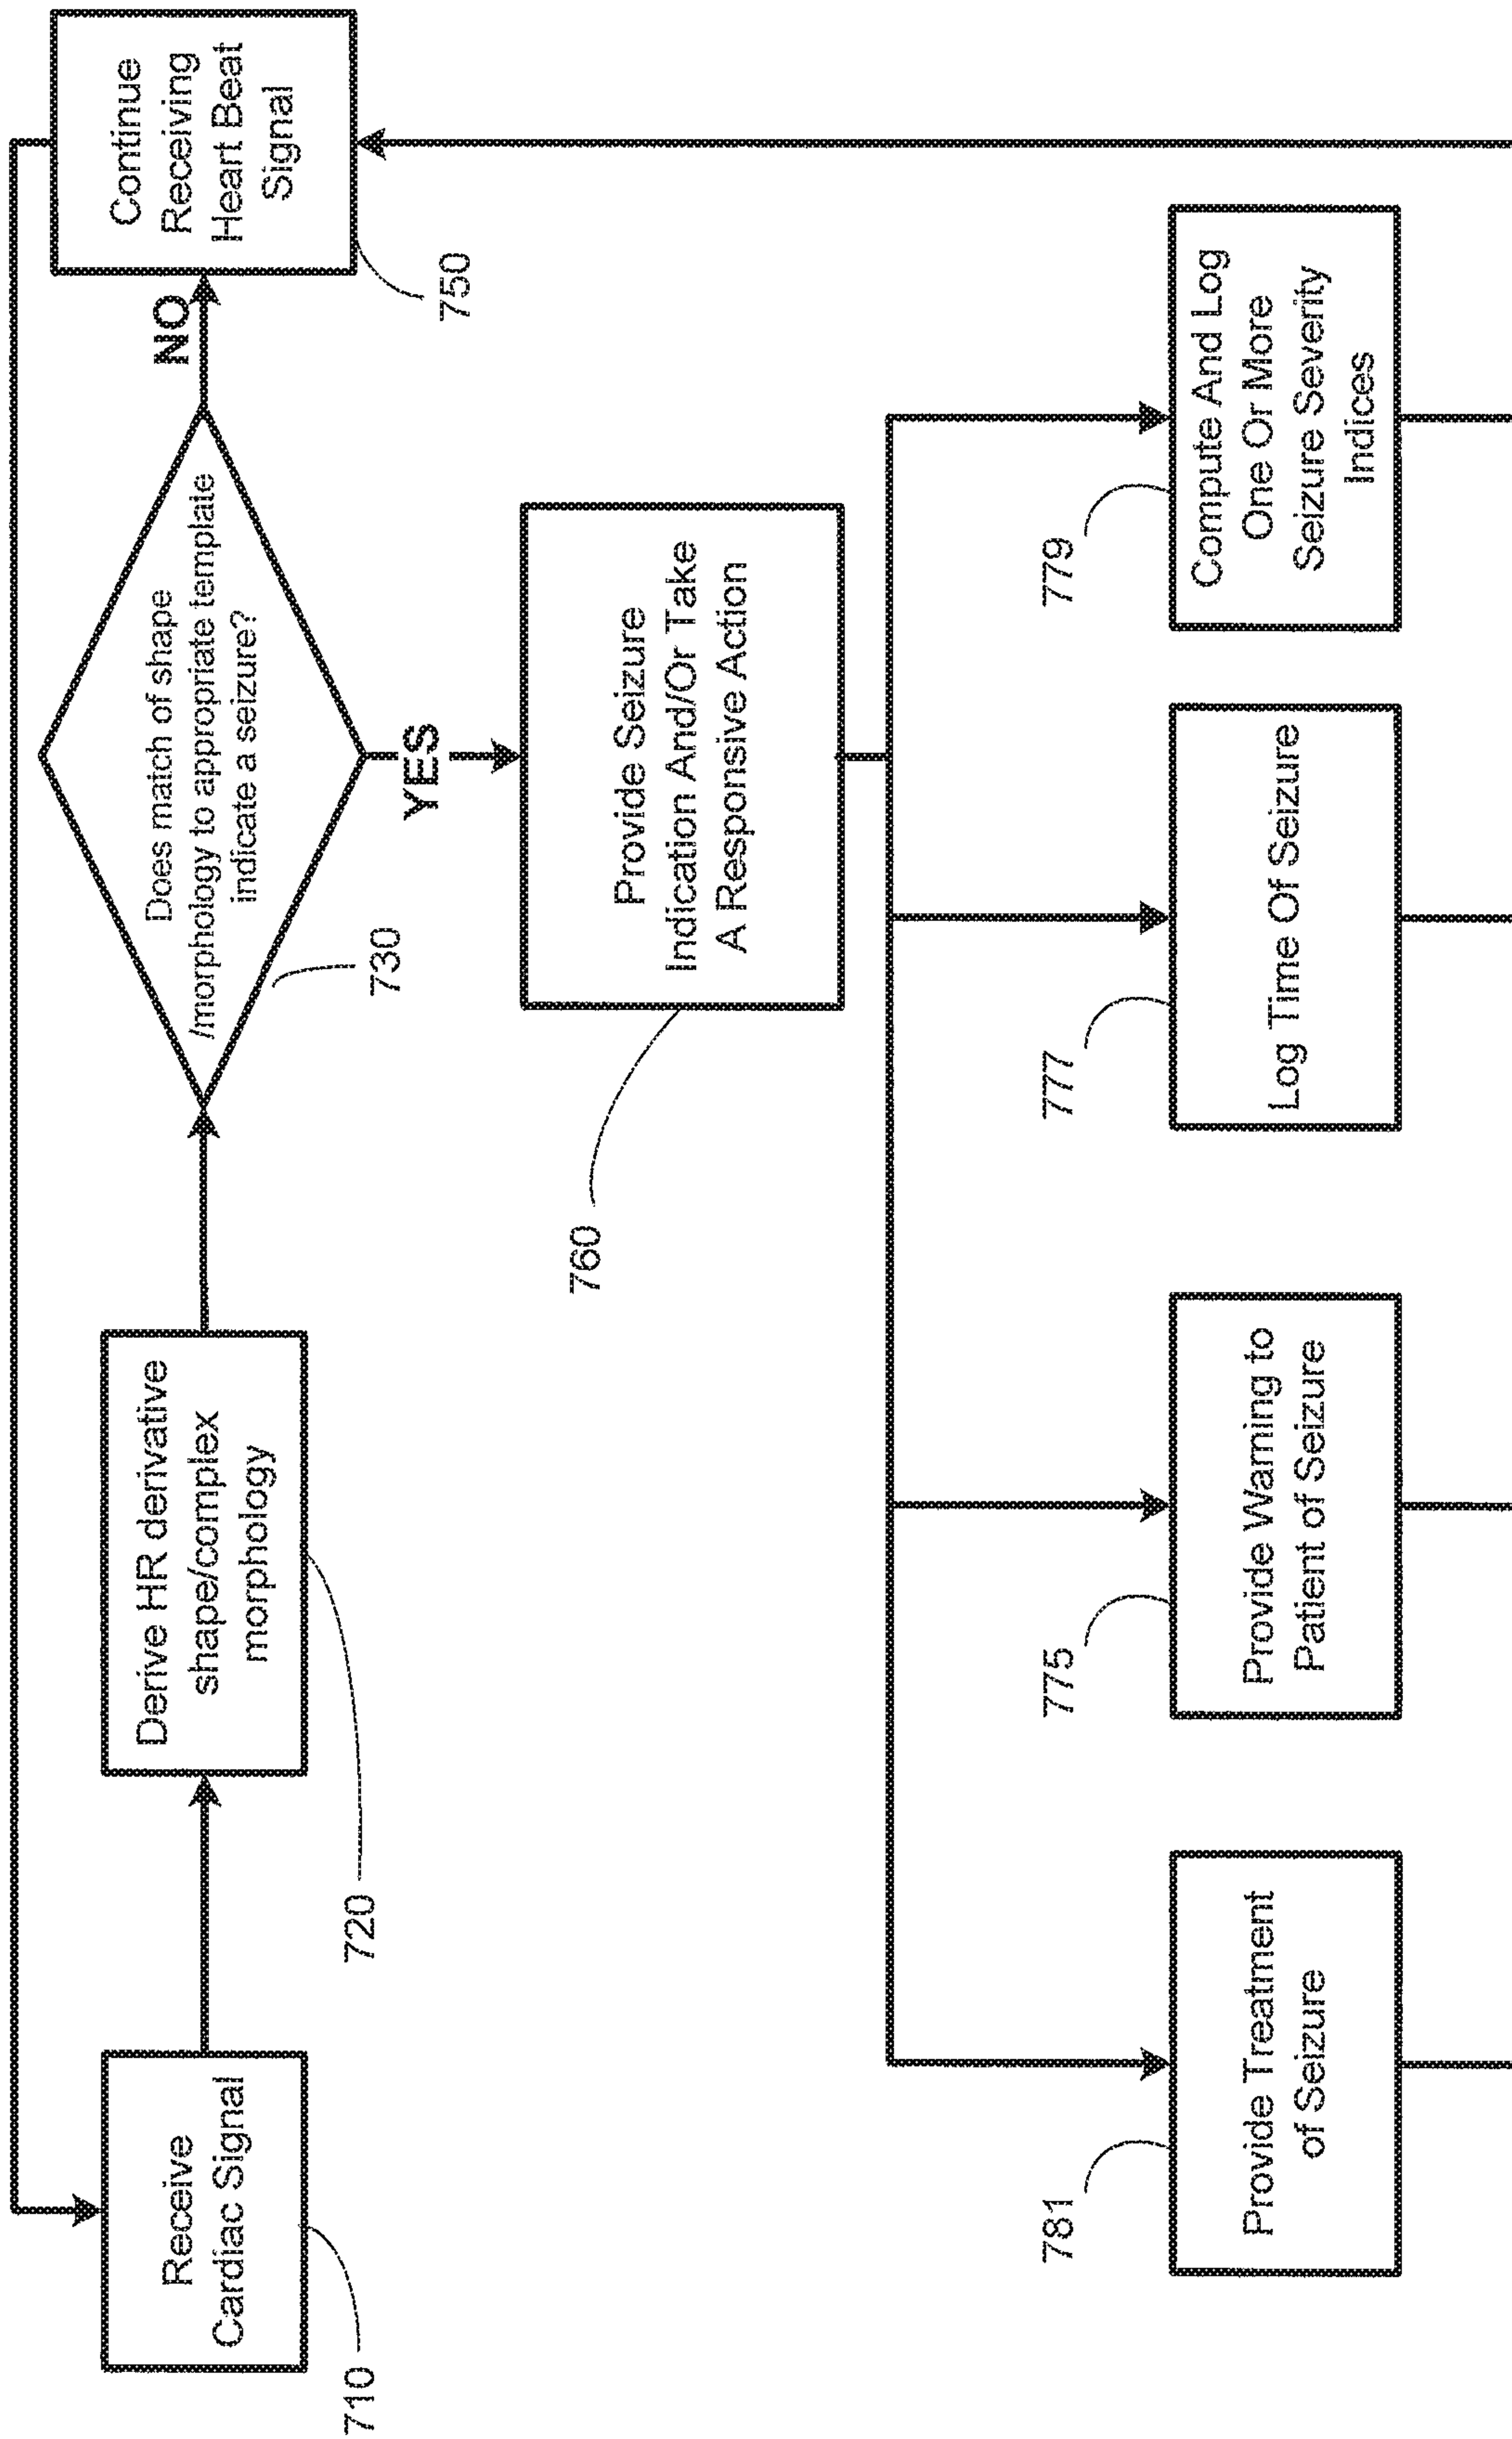 Receive
Cardiac Signal
710
Derive HR derivative
shape/complex
morphology
720
Does match of shape
/morphology to appropriate template
indicate a seizure?
730
NO
Continue
Receiving
Heart Beat
Signal
750
YES
Provide Seizure
Indication And/Or Take
A Responsive Action
760
781
Provide Treatment
of Seizure
775
Provide Warning to
Patient of Seizure
777
Log Time Of Seizure
779
Compute And Log
One Or More
Seizure Severity
Indices